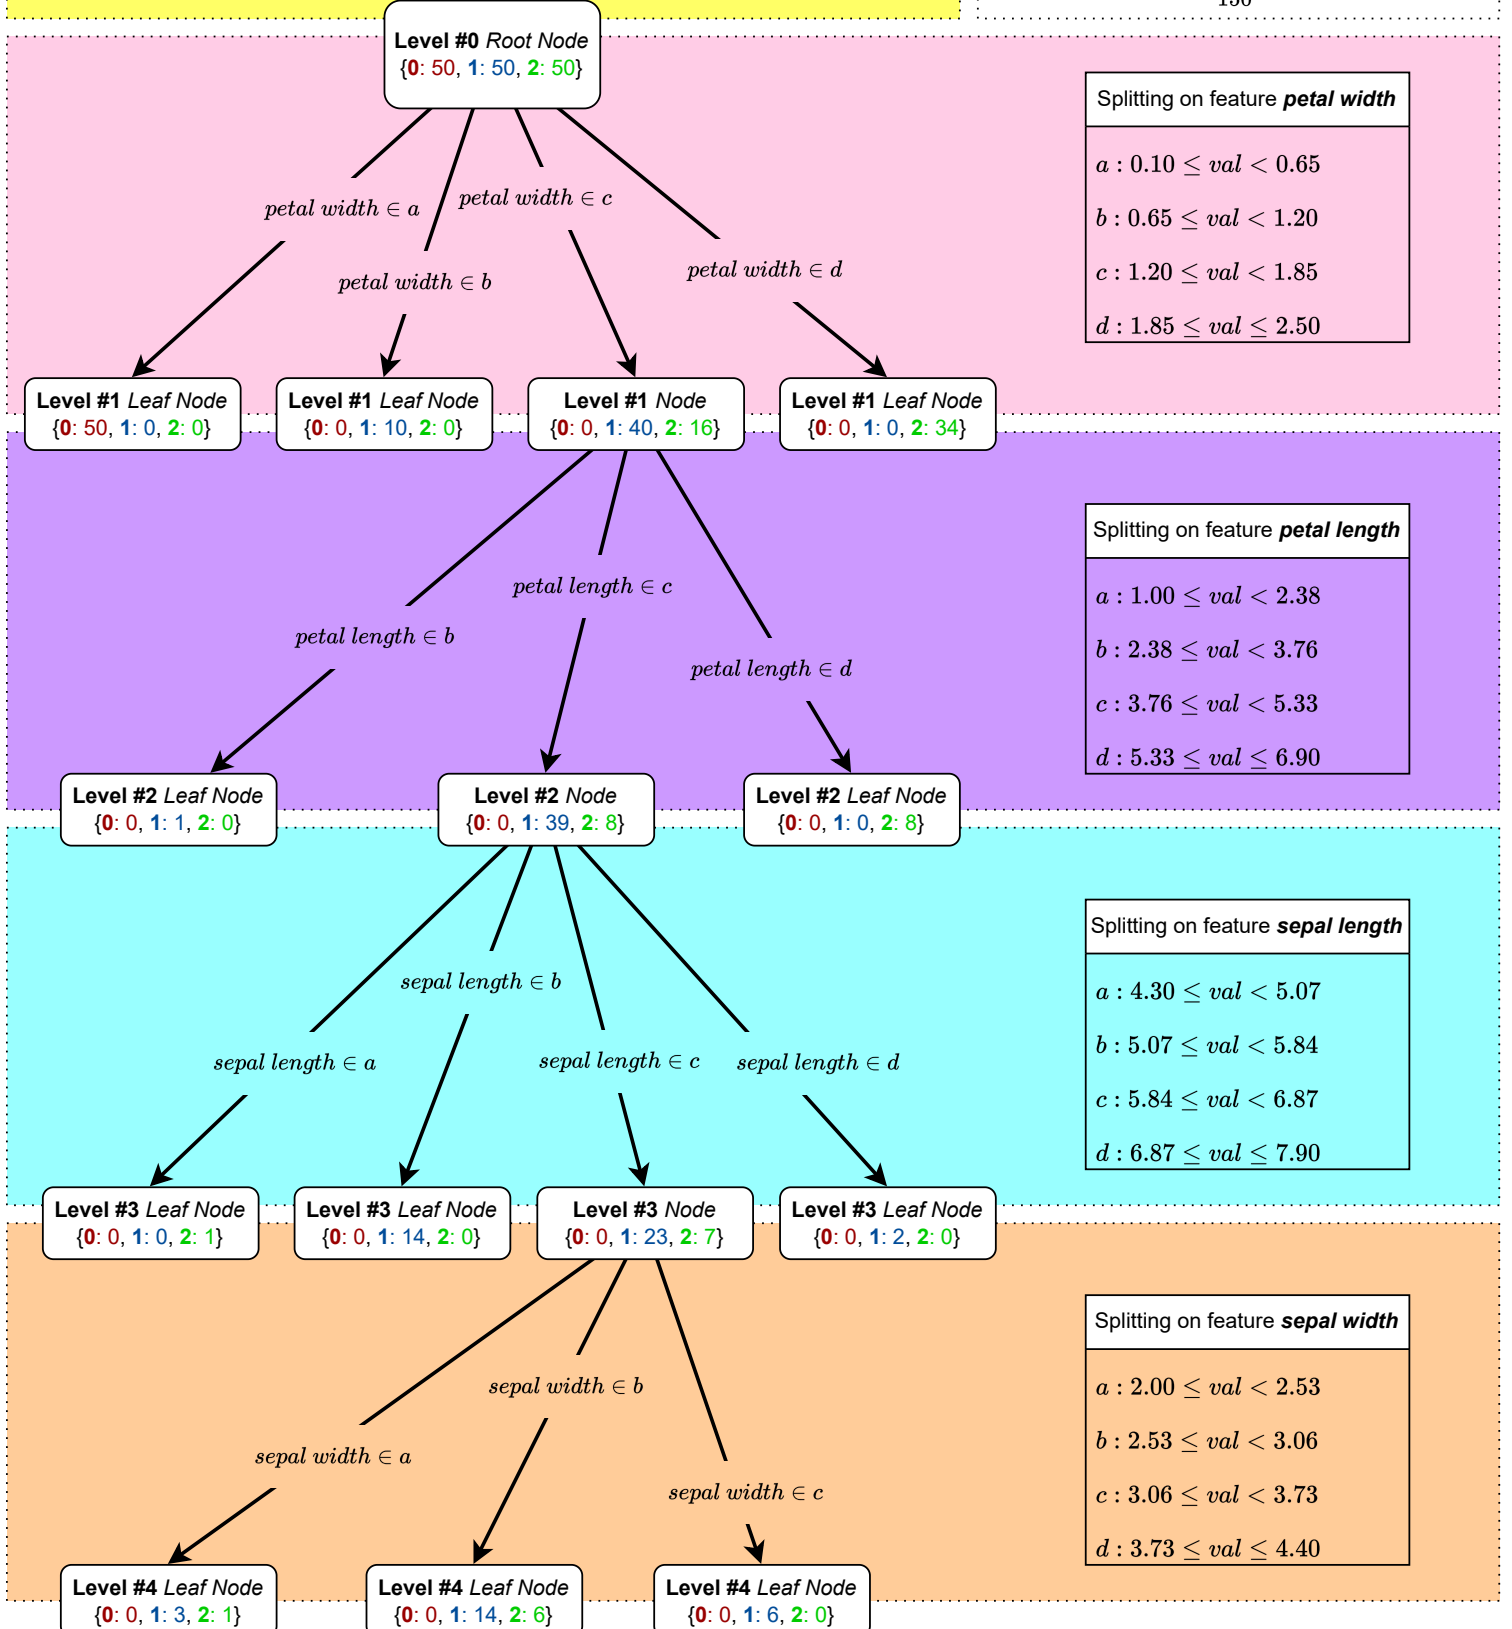 150
Level #0 Root Node
{0: 50, 1: 50, 2: 50}
Splitting on feature petal width
a : 0.10 ≤ val < 0.65
b : 0.65 ≤ val < 1.20
c : 1.20 ≤ val < 1.85
d : 1.85 ≤ val ≤ 2.50
petal width ∈ a
petal width ∈ c
petal width ∈ b
petal width ∈ d
Level #1 Leaf Node
{0: 50, 1: 0, 2: 0}
Level #1 Leaf Node
{0: 0, 1: 10, 2: 0}
Level #1 Node
{0: 0, 1: 40, 2: 16}
Level #1 Leaf Node
{0: 0, 1: 0, 2: 34}
Splitting on feature petal length
a : 1.00 ≤ val < 2.38
b : 2.38 ≤ val < 3.76
c : 3.76 ≤ val < 5.33
d : 5.33 ≤ val ≤ 6.90
petal length ∈ c
petal length ∈ b
petal length ∈ d
Level #2 Leaf Node
{0: 0, 1: 1, 2: 0}
Level #2 Node
{0: 0, 1: 39, 2: 8}
Level #2 Leaf Node
{0: 0, 1: 0, 2: 8}
Splitting on feature sepal length
a : 4.30 ≤ val < 5.07
b : 5.07 ≤ val < 5.84
c : 5.84 ≤ val < 6.87
d : 6.87 ≤ val ≤ 7.90
sepal length ∈ b
sepal length ∈ a
sepal length ∈ c
sepal length ∈ d
Level #3 Leaf Node
{0: 0, 1: 0, 2: 1}
Level #3 Leaf Node
{0: 0, 1: 14, 2: 0}
Level #3 Node
{0: 0, 1: 23, 2: 7}
Level #3 Leaf Node
{0: 0, 1: 2, 2: 0}
Splitting on feature sepal width
a : 2.00 ≤ val < 2.53
b : 2.53 ≤ val < 3.06
c : 3.06 ≤ val < 3.73
d : 3.73 ≤ val ≤ 4.40
sepal width ∈ b
sepal width ∈ a
sepal width ∈ c
Level #4 Leaf Node
{0: 0, 1: 3, 2: 1}
Level #4 Leaf Node
{0: 0, 1: 14, 2: 6}
Level #4 Leaf Node
{0: 0, 1: 6, 2: 0}